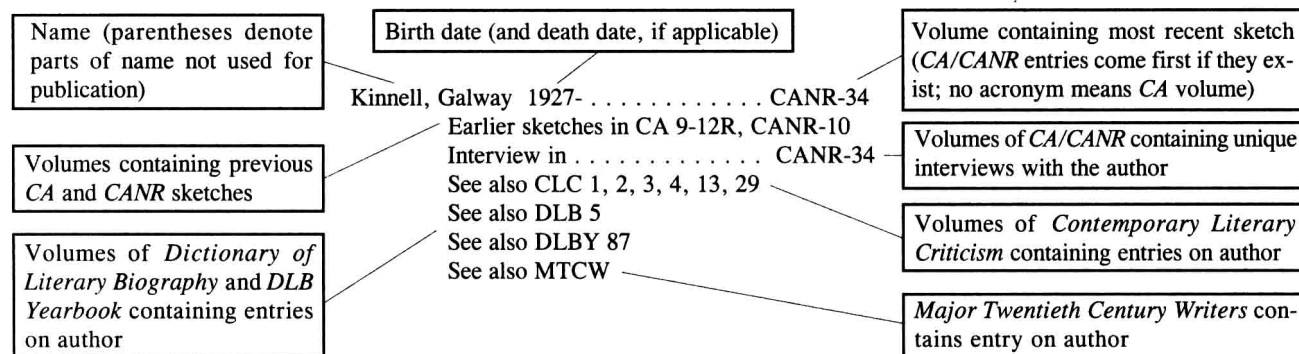 Name (parentheses denote
parts of name not used for
publication)
Birth date (and death date, if applicable)
Volume containing most recent sketch
(CA/CANR entries come first if they ex-
ist; no acronym means CA volume)
Kinnell, Galway 1927- . . . . . . . . . . . . CANR-34
Earlier sketches in CA 9-12R, CANR-10
Interview in . . . . . . . . . . . . . CANR-34
See also CLC 1, 2, 3, 4, 13, 29
See also DLB 5
See also DLBY 87
See also MTCW
Volumes containing previous
CA and CANR sketches
Volumes of CA/CANR containing unique
interviews with the author
Volumes of Dictionary of
Literary Biography and DLB
Yearbook containing entries
on author
Volumes of Contemporary Literary
Criticism containing entries on author
Major Twentieth Century Writers con-
tains entry on author